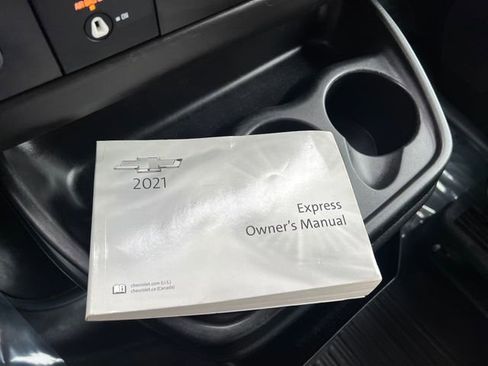 2021
Express
Owner's Manual
chevrolet.com (U.S.)
chevrolet.ca (Canada)